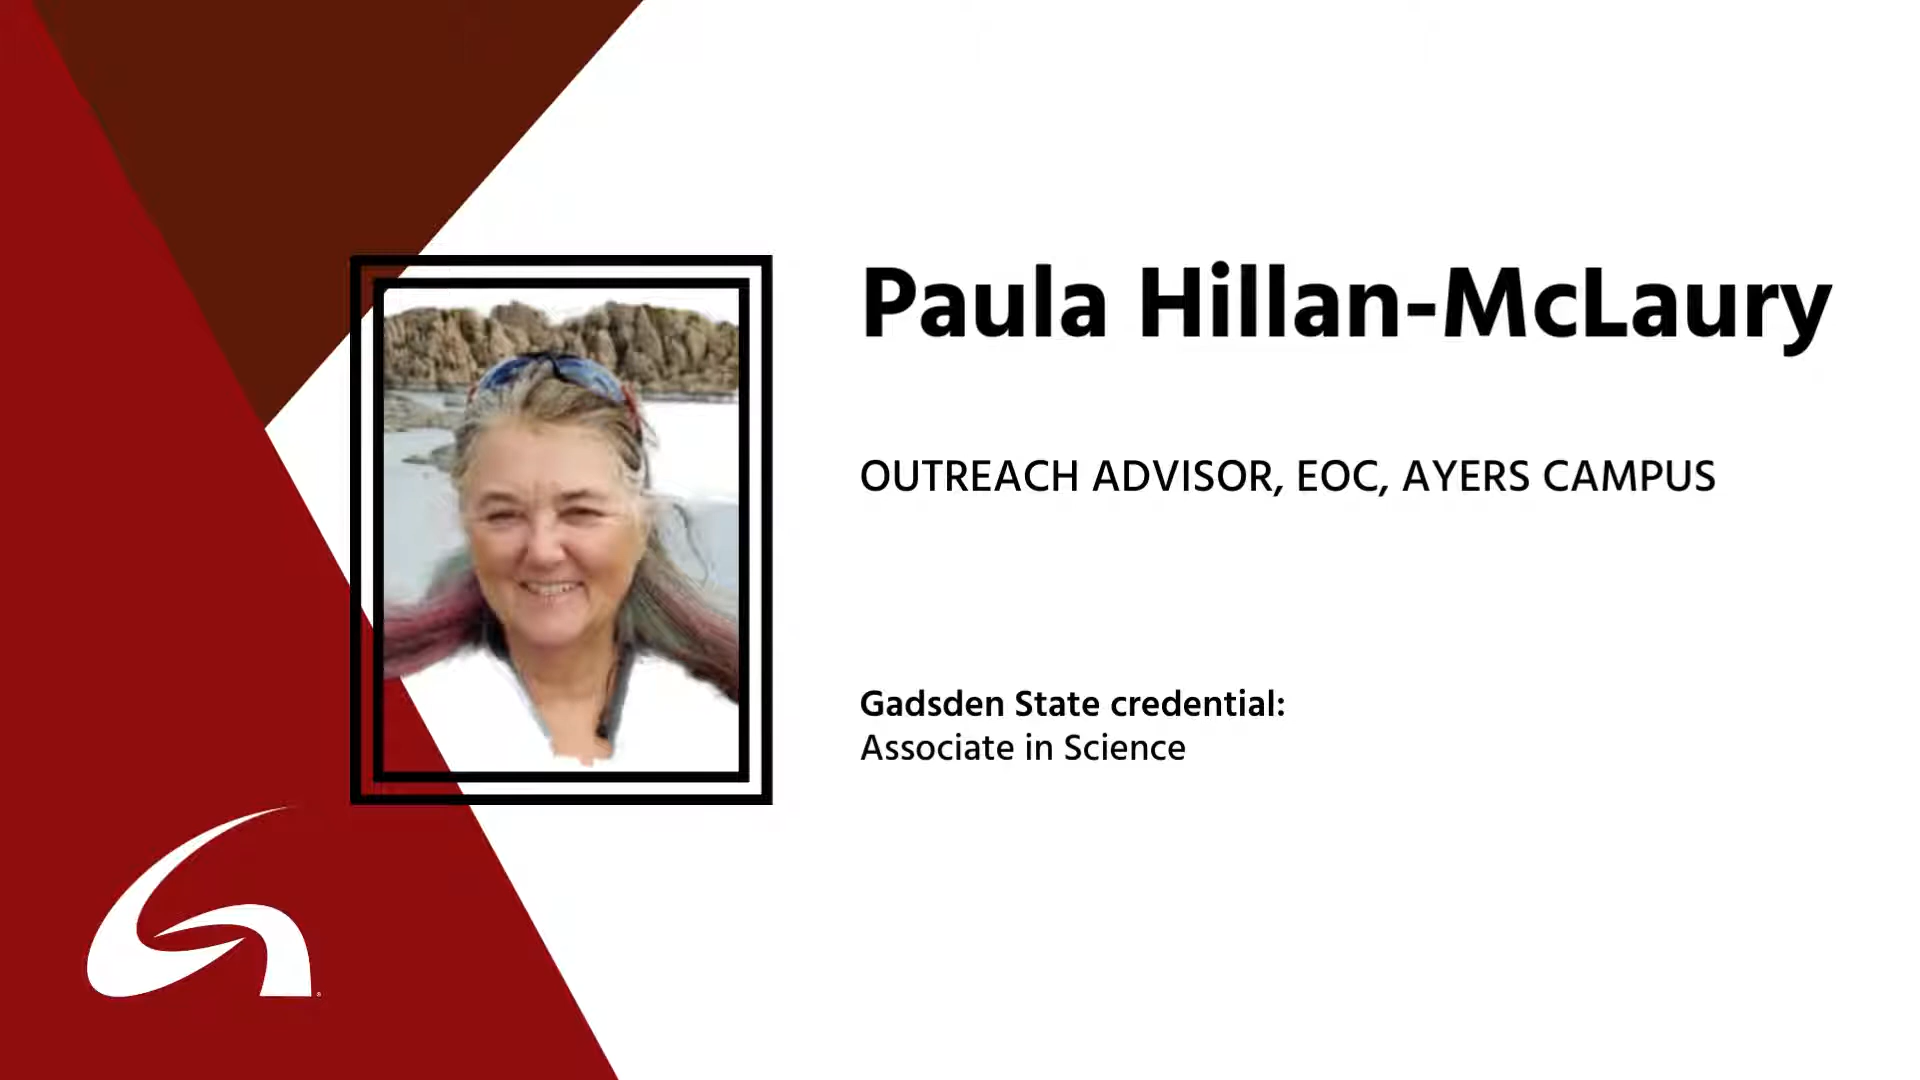 Paula Hillan-McLaury
OUTREACH ADVISOR, EOC, AYERS CAMPUS
Gadsden State credential:
Associate in Science